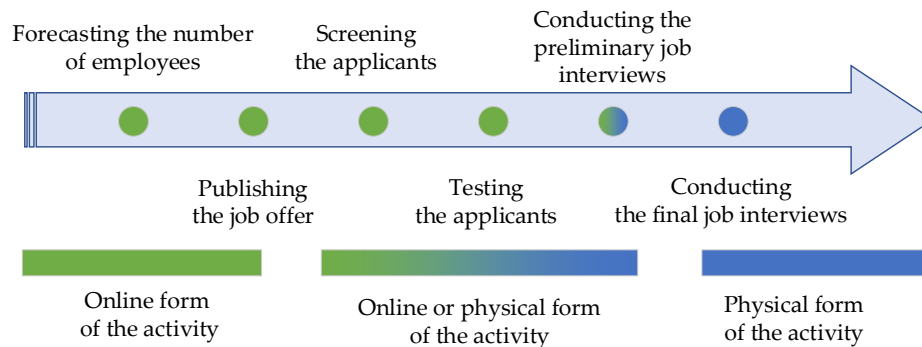 Forecasting the number
of employees
Screening
the applicants
Conducting the
preliminary job
interviews
Publishing
the job offer
Testing
the applicants
Conducting
the final job interviews
Online form
of the activity
Online or physical form
of the activity
Physical form
of the activity